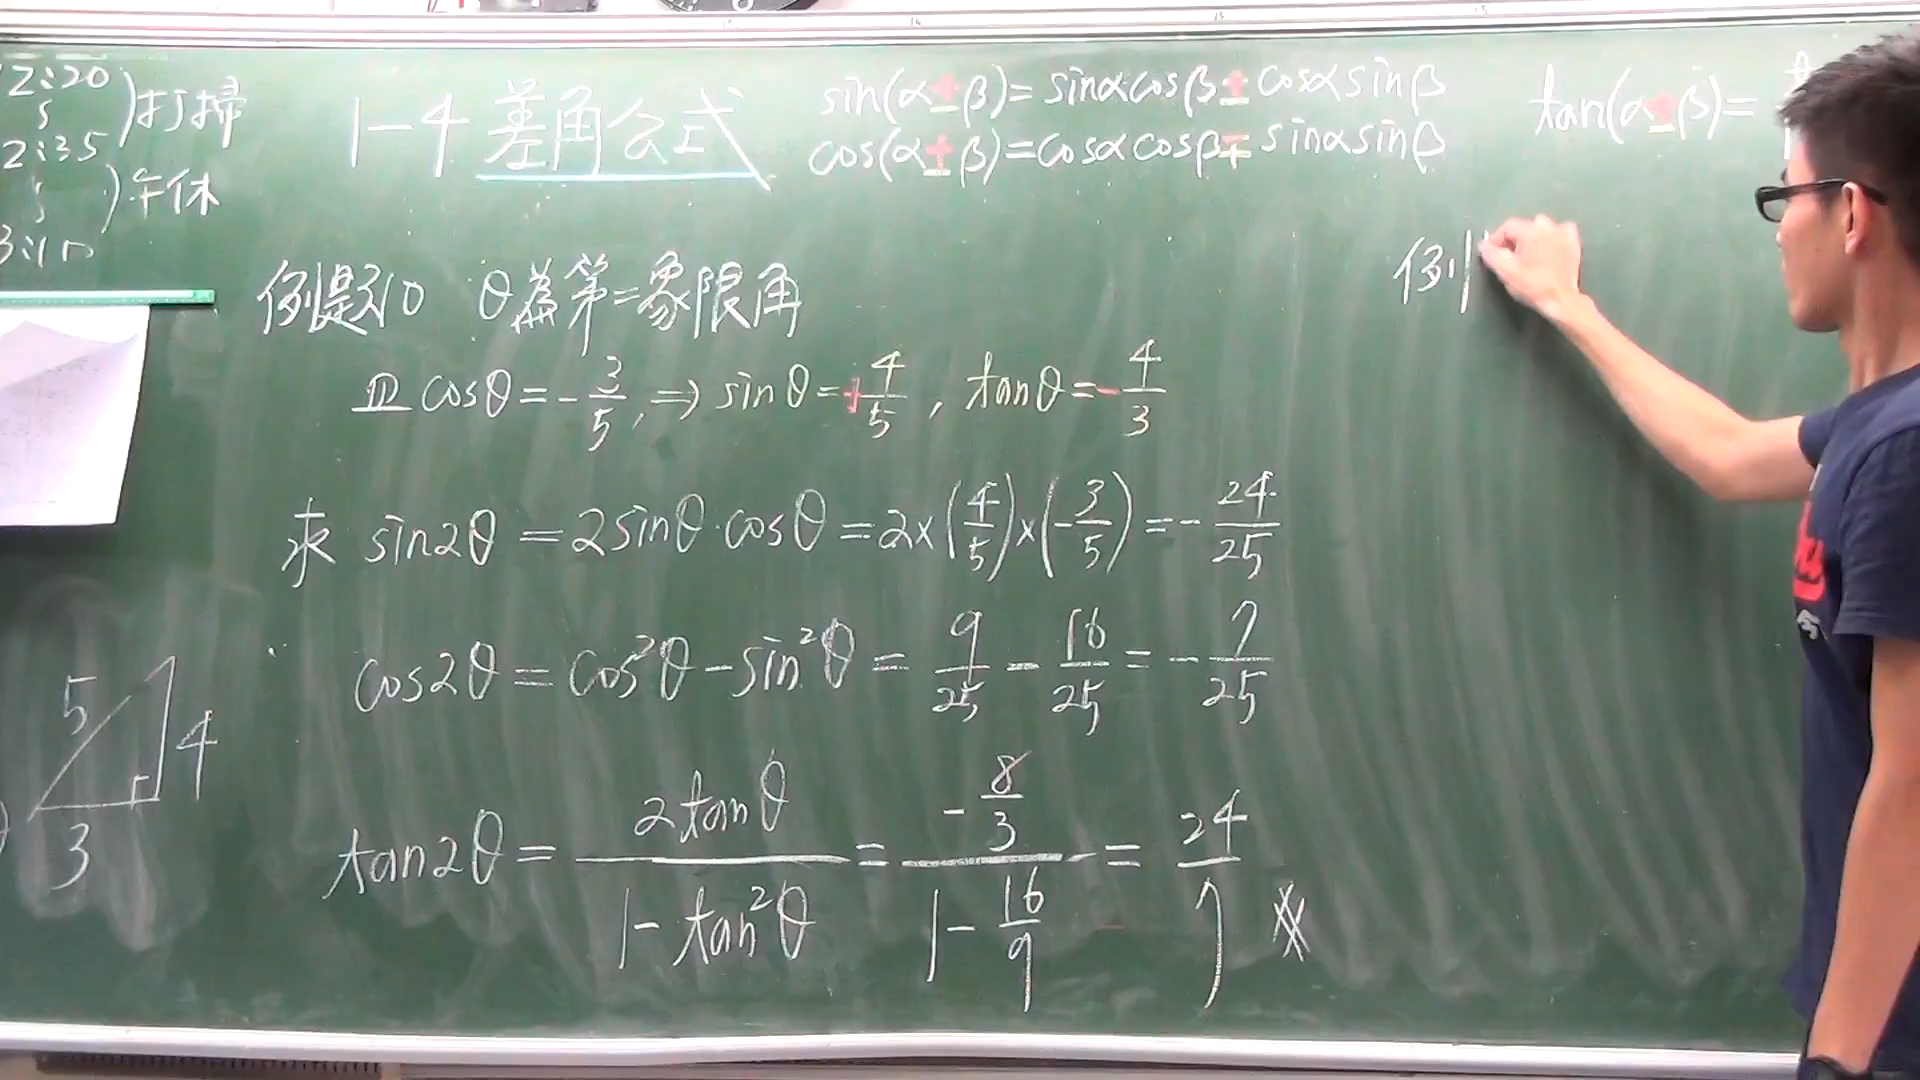 2:20
2:35
)打掃
)午休
3:10
1-4 差角公式
sin(α±β)=sinαcosβ±cosαsinβ
cos(α±β)=cosαcosβ∓sinαsinβ
tan(α±β)=
例題10 θ為第二象限角
且 cosθ=-3/5, ⇒ sinθ=+4/5, tanθ=-4/3
求 sin2θ=2sinθ·cosθ=2×(4/5)×(-3/5)=-24/25
cos2θ=cos²θ-sin²θ=9/25-16/25=-7/25
tan2θ=2tanθ/(1-tan²θ)=(-8/3)/(1-16/9)=24/7
5
4
3
例